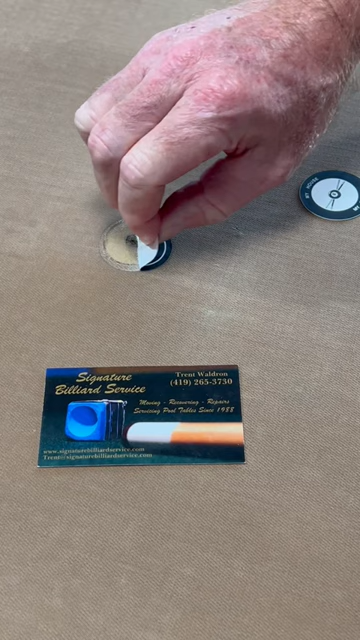 Signature
Billiard Service
Trent Waldron
(419) 265-3730
Moving - Recovering - Repairs
Servicing Pool Tables Since 1988
www.signaturebilliardservice.com
Trent@signaturebilliardservice.com